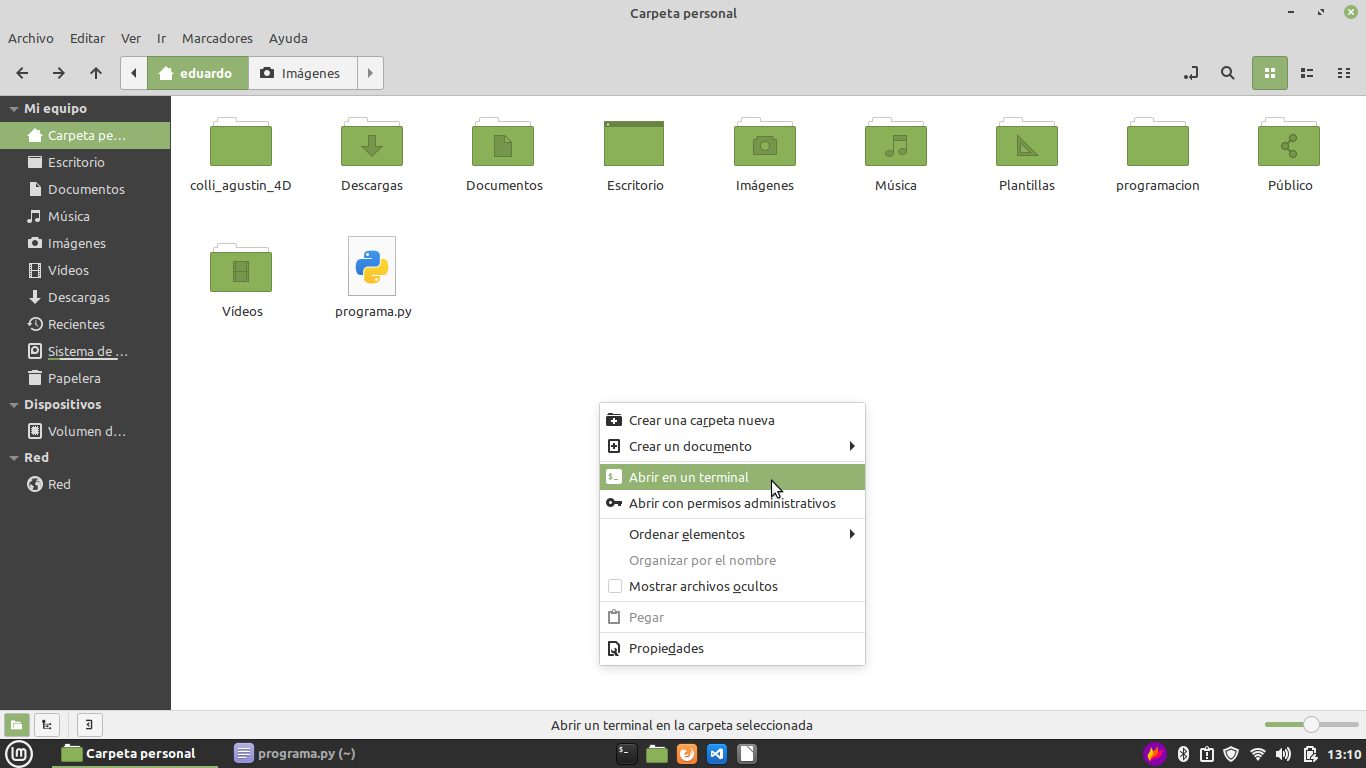 Carpeta personal
Archivo Editar Ver Ir Marcadores Ayuda
eduardo Imágenes
Mi equipo
Carpeta pe...
Escritorio
Documentos
Música
Imágenes
Vídeos
Descargas
Recientes
Sistema de ...
Papelera
Dispositivos
Volumen d...
Red
Red
colli_agustin_4D Descargas Documentos Escritorio Imágenes Música Plantillas programacion Público
Vídeos programa.py
Crear una carpeta nueva
Crear un documento
$_ Abrir en un terminal
Abrir con permisos administrativos
Ordenar elementos
Organizar por el nombre
Mostrar archivos ocultos
Pegar
Propiedades
Abrir un terminal en la carpeta seleccionada
lm Carpeta personal programa.py (~) $_ 13:10